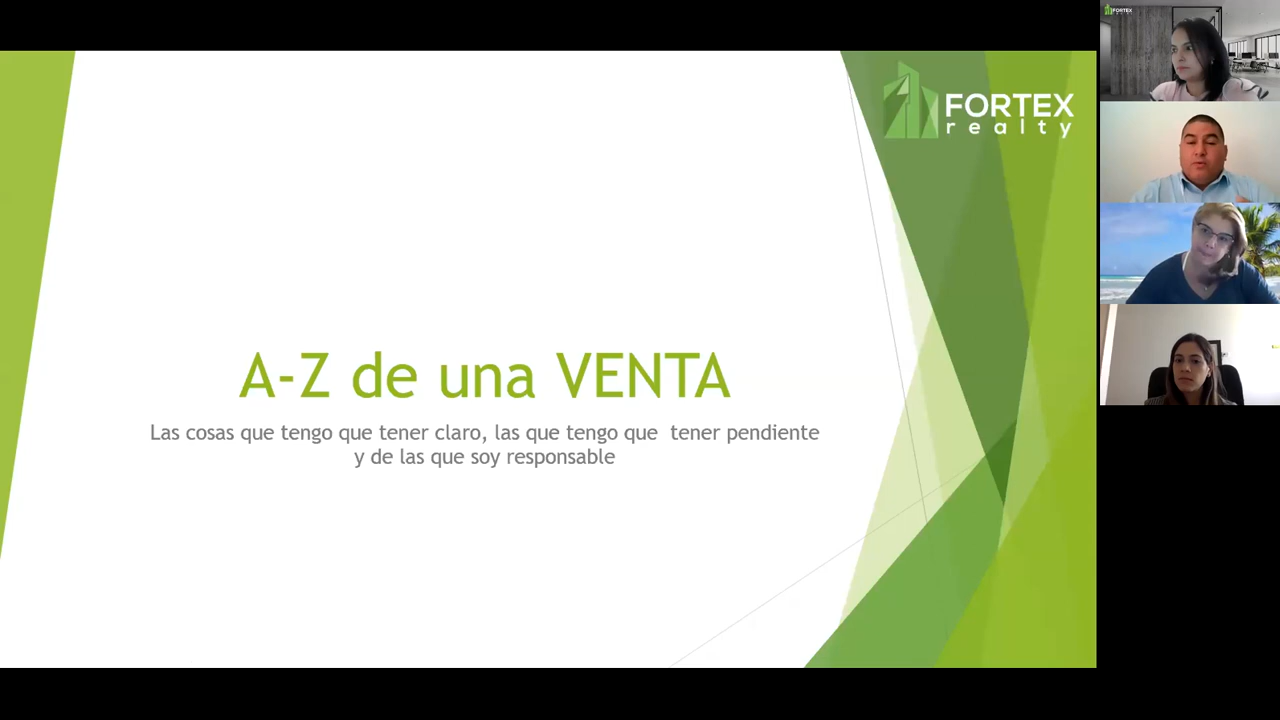 FORTEX
FORTEX
realty
A-Z de una VENTA
Las cosas que tengo que tener claro, las que tengo que tener pendiente
y de las que soy responsable